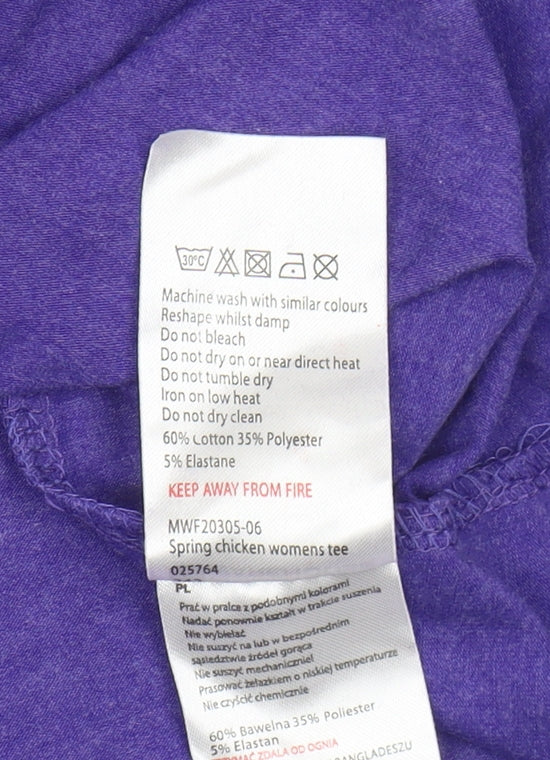 30°C
Machine wash with similar colours
Reshape whilst damp
Do not bleach
Do not dry on or near direct heat
Do not tumble dry
Iron on low heat
Do not dry clean
60% Cotton 35% Polyester
5% Elastane
KEEP AWAY FROM FIRE
MWF20305-06
Spring chicken womens tee
025764
PL
Prać w pralce z podobnymi kolorami
Nadać ponownie kształt w trakcie suszenia
Nie wybielać
Nie suszyć na lub w bezpośrednim
sąsiedztwie źródeł gorąca
Nie suszyć mechanicznie!
Prasować żelazkiem o niskiej temperaturze
Nie czyścić chemicznie
60% Bawełna 35% Poliester
5% Elastan
ZDALA OD OGNIA
BANGLADESZU